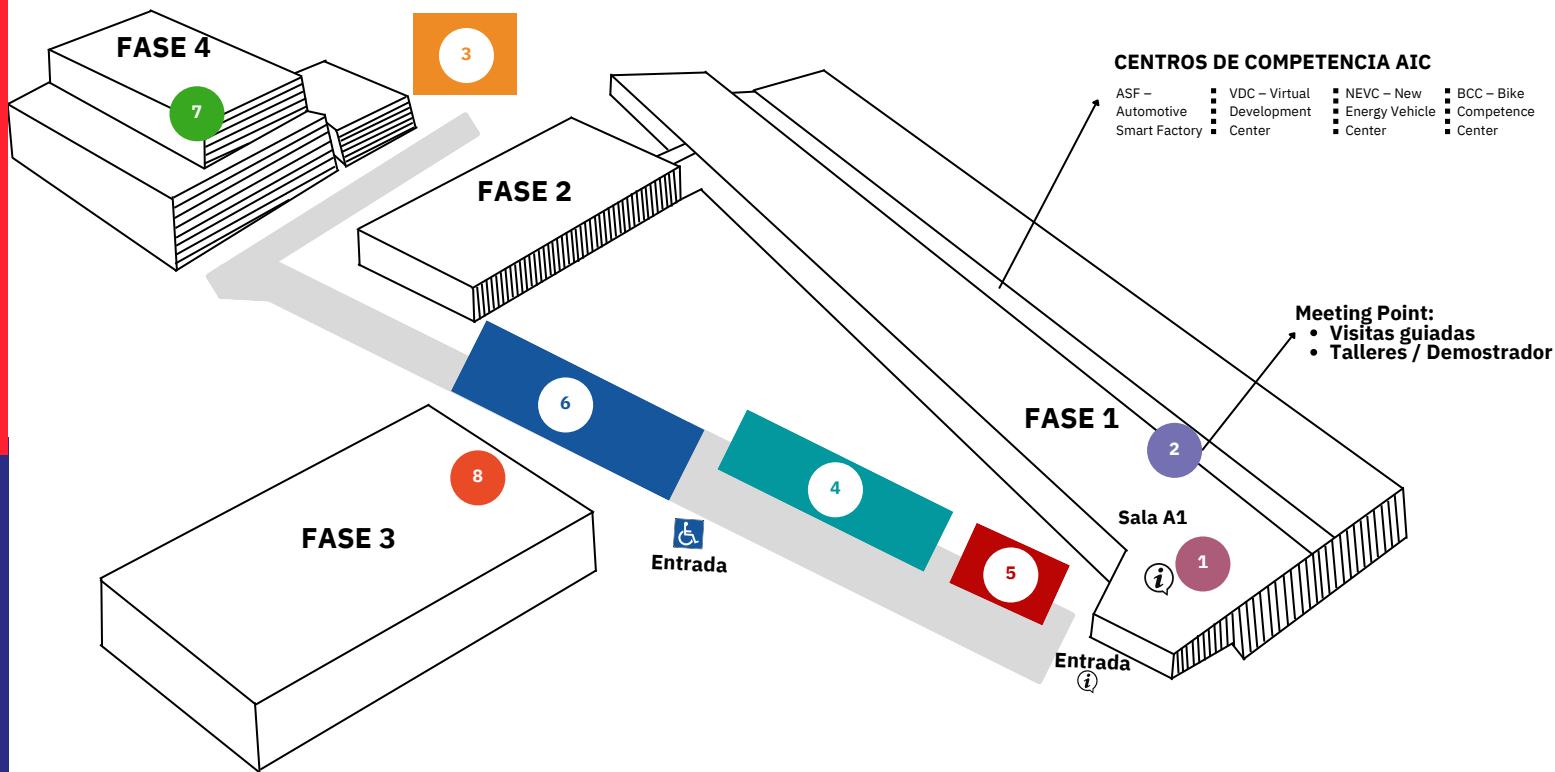 FASE 4
7
3
CENTROS DE COMPETENCIA AIC
ASF –
Automotive
Smart Factory
VDC – Virtual
Development
Center
NEVC – New
Energy Vehicle
Center
BCC – Bike
Competence
Center
FASE 2
Meeting Point:
• Visitas guiadas
• Talleres / Demostrador
6
FASE 1
2
8
4
FASE 3
Sala A1
i
1
5
Entrada
Entrada
i